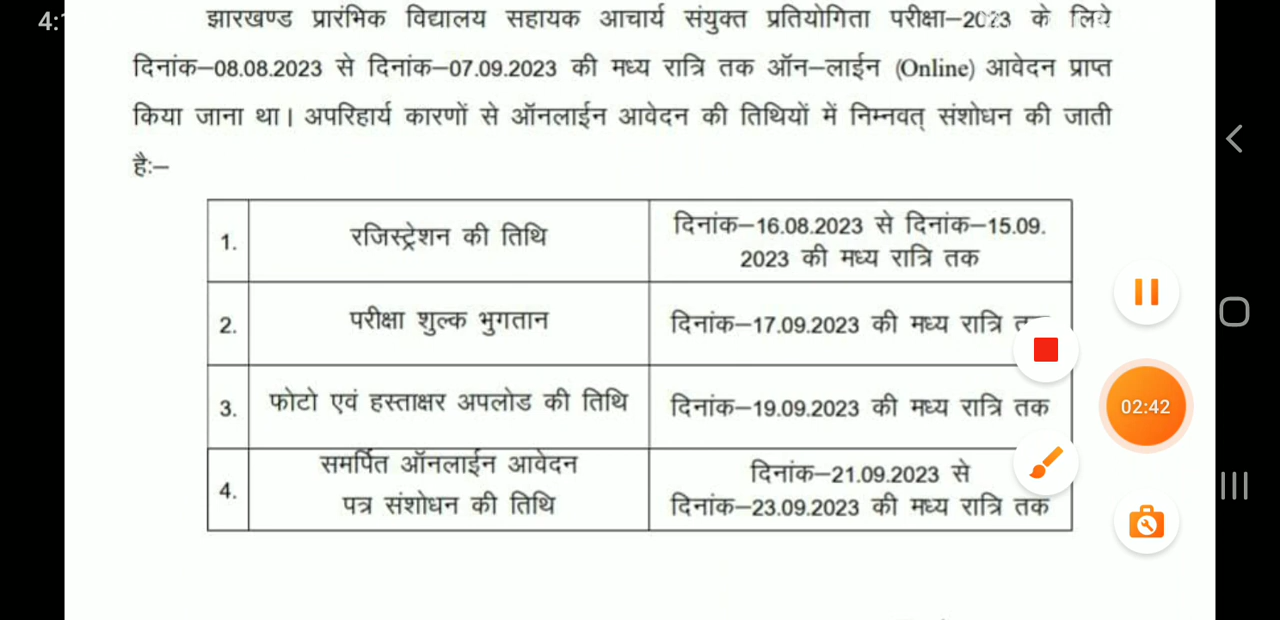 4:
झारखण्ड प्रारंभिक विद्यालय सहायक आचार्य संयुक्त प्रतियोगिता परीक्षा–2023 के लिये
दिनांक–08.08.2023 से दिनांक–07.09.2023 की मध्य रात्रि तक ऑन–लाईन (Online) आवेदन प्राप्त
किया जाना था। अपरिहार्य कारणों से ऑनलाईन आवेदन की तिथियों में निम्नवत् संशोधन की जाती
है:–
1. रजिस्ट्रेशन की तिथि दिनांक–16.08.2023 से दिनांक–15.09.
2023 की मध्य रात्रि तक
2. परीक्षा शुल्क भुगतान दिनांक–17.09.2023 की मध्य रात्रि
3. फोटो एवं हस्ताक्षर अपलोड की तिथि दिनांक–19.09.2023 की मध्य रात्रि तक
4. समर्पित ऑनलाईन आवेदन
पत्र संशोधन की तिथि
दिनांक–21.09.2023 से
दिनांक–23.09.2023 की मध्य रात्रि तक
02:42